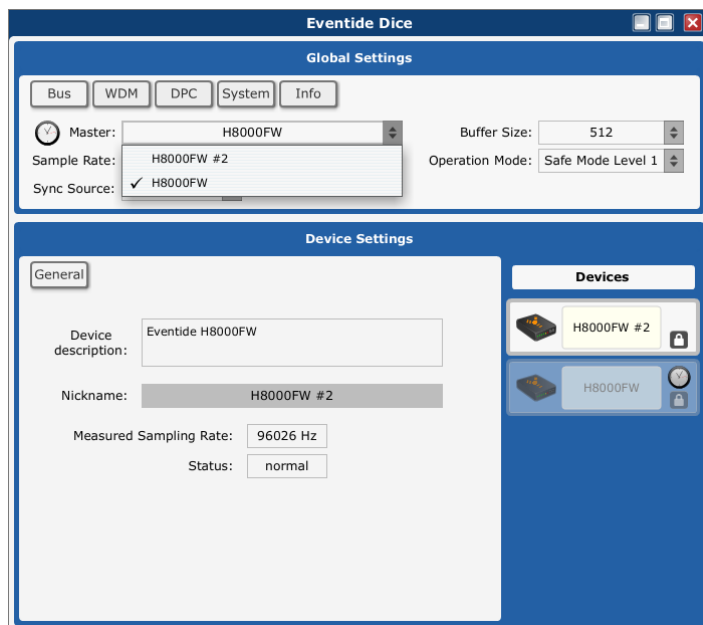 Eventide Dice
Global Settings
Bus WDM DPC System Info
Master: H8000FW Buffer Size: 512
Sample Rate: H8000FW #2 Operation Mode: Safe Mode Level 1
Sync Source: ✓ H8000FW
Device Settings
General
Devices
Device description: Eventide H8000FW
H8000FW #2
Nickname: H8000FW #2
H8000FW
Measured Sampling Rate: 96026 Hz
Status: normal